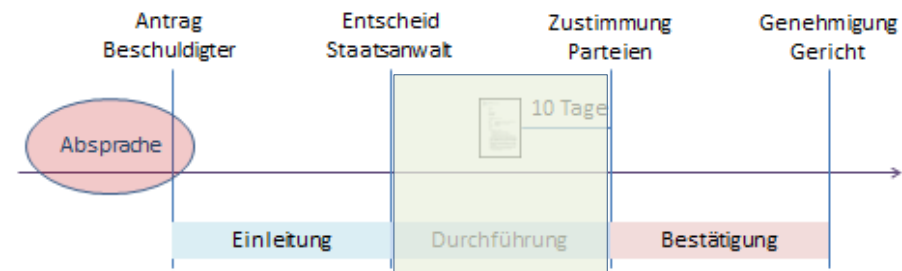 Antrag
Beschuldigter
Entscheid
Staatsanwalt
Zustimmung
Parteien
Genehmigung
Gericht
10 Tage
Absprache
Einleitung
Durchführung
Bestätigung